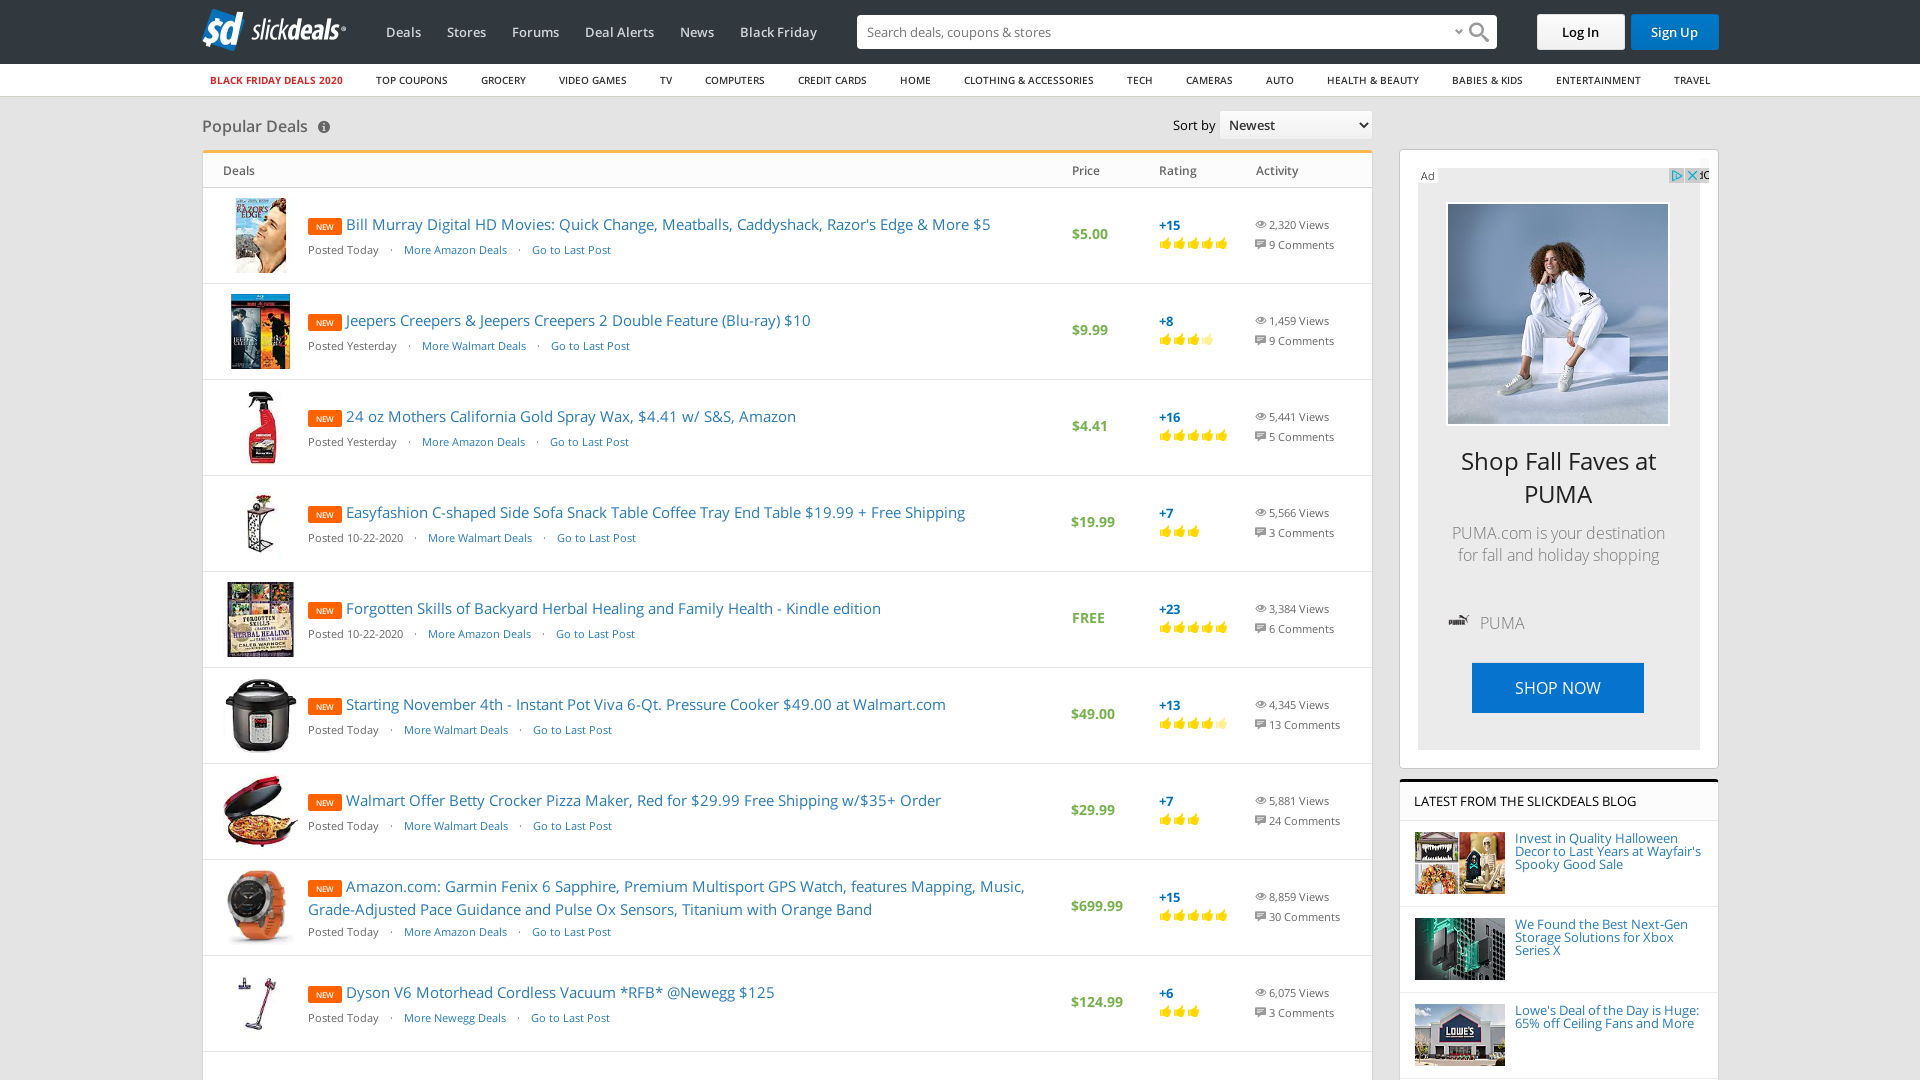 slickdeals
Deals Stores Forums Deal Alerts News Black Friday
Search deals, coupons & stores
Log In Sign Up
BLACK FRIDAY DEALS 2020 TOP COUPONS GROCERY VIDEO GAMES TV COMPUTERS CREDIT CARDS HOME CLOTHING & ACCESSORIES TECH CAMERAS AUTO HEALTH & BEAUTY BABIES & KIDS ENTERTAINMENT TRAVEL
Popular Deals
Sort by Newest
Deals Price Rating Activity
NEW Bill Murray Digital HD Movies: Quick Change, Meatballs, Caddyshack, Razor's Edge & More $5
Posted Today · More Amazon Deals · Go to Last Post
$5.00
+15
2,320 Views
9 Comments
NEW Jeepers Creepers & Jeepers Creepers 2 Double Feature (Blu-ray) $10
Posted Yesterday · More Walmart Deals · Go to Last Post
$9.99
+8
1,459 Views
9 Comments
NEW 24 oz Mothers California Gold Spray Wax, $4.41 w/ S&S, Amazon
Posted Yesterday · More Amazon Deals · Go to Last Post
$4.41
+16
5,441 Views
5 Comments
NEW Easyfashion C-shaped Side Sofa Snack Table Coffee Tray End Table $19.99 + Free Shipping
Posted 10-22-2020 · More Walmart Deals · Go to Last Post
$19.99
+7
5,566 Views
3 Comments
FORGOTTEN
SKILLS
HERBAL HEALING
CALEB WARNOCK
NEW Forgotten Skills of Backyard Herbal Healing and Family Health - Kindle edition
Posted 10-22-2020 · More Amazon Deals · Go to Last Post
FREE
+23
3,384 Views
6 Comments
NEW Starting November 4th - Instant Pot Viva 6-Qt. Pressure Cooker $49.00 at Walmart.com
Posted Today · More Walmart Deals · Go to Last Post
$49.00
+13
4,345 Views
13 Comments
NEW Walmart Offer Betty Crocker Pizza Maker, Red for $29.99 Free Shipping w/$35+ Order
Posted Today · More Walmart Deals · Go to Last Post
$29.99
+7
5,881 Views
24 Comments
NEW Amazon.com: Garmin Fenix 6 Sapphire, Premium Multisport GPS Watch, features Mapping, Music,
Grade-Adjusted Pace Guidance and Pulse Ox Sensors, Titanium with Orange Band
Posted Today · More Amazon Deals · Go to Last Post
$699.99
+15
8,859 Views
30 Comments
NEW Dyson V6 Motorhead Cordless Vacuum *RFB* @Newegg $125
Posted Today · More Newegg Deals · Go to Last Post
$124.99
+6
6,075 Views
3 Comments
Ad
Shop Fall Faves at
PUMA
PUMA.com is your destination
for fall and holiday shopping
PUMA
SHOP NOW
LATEST FROM THE SLICKDEALS BLOG
Invest in Quality Halloween
Decor to Last Years at Wayfair's
Spooky Good Sale
We Found the Best Next-Gen
Storage Solutions for Xbox
Series X
LOWE'S
Lowe's Deal of the Day is Huge:
65% off Ceiling Fans and More